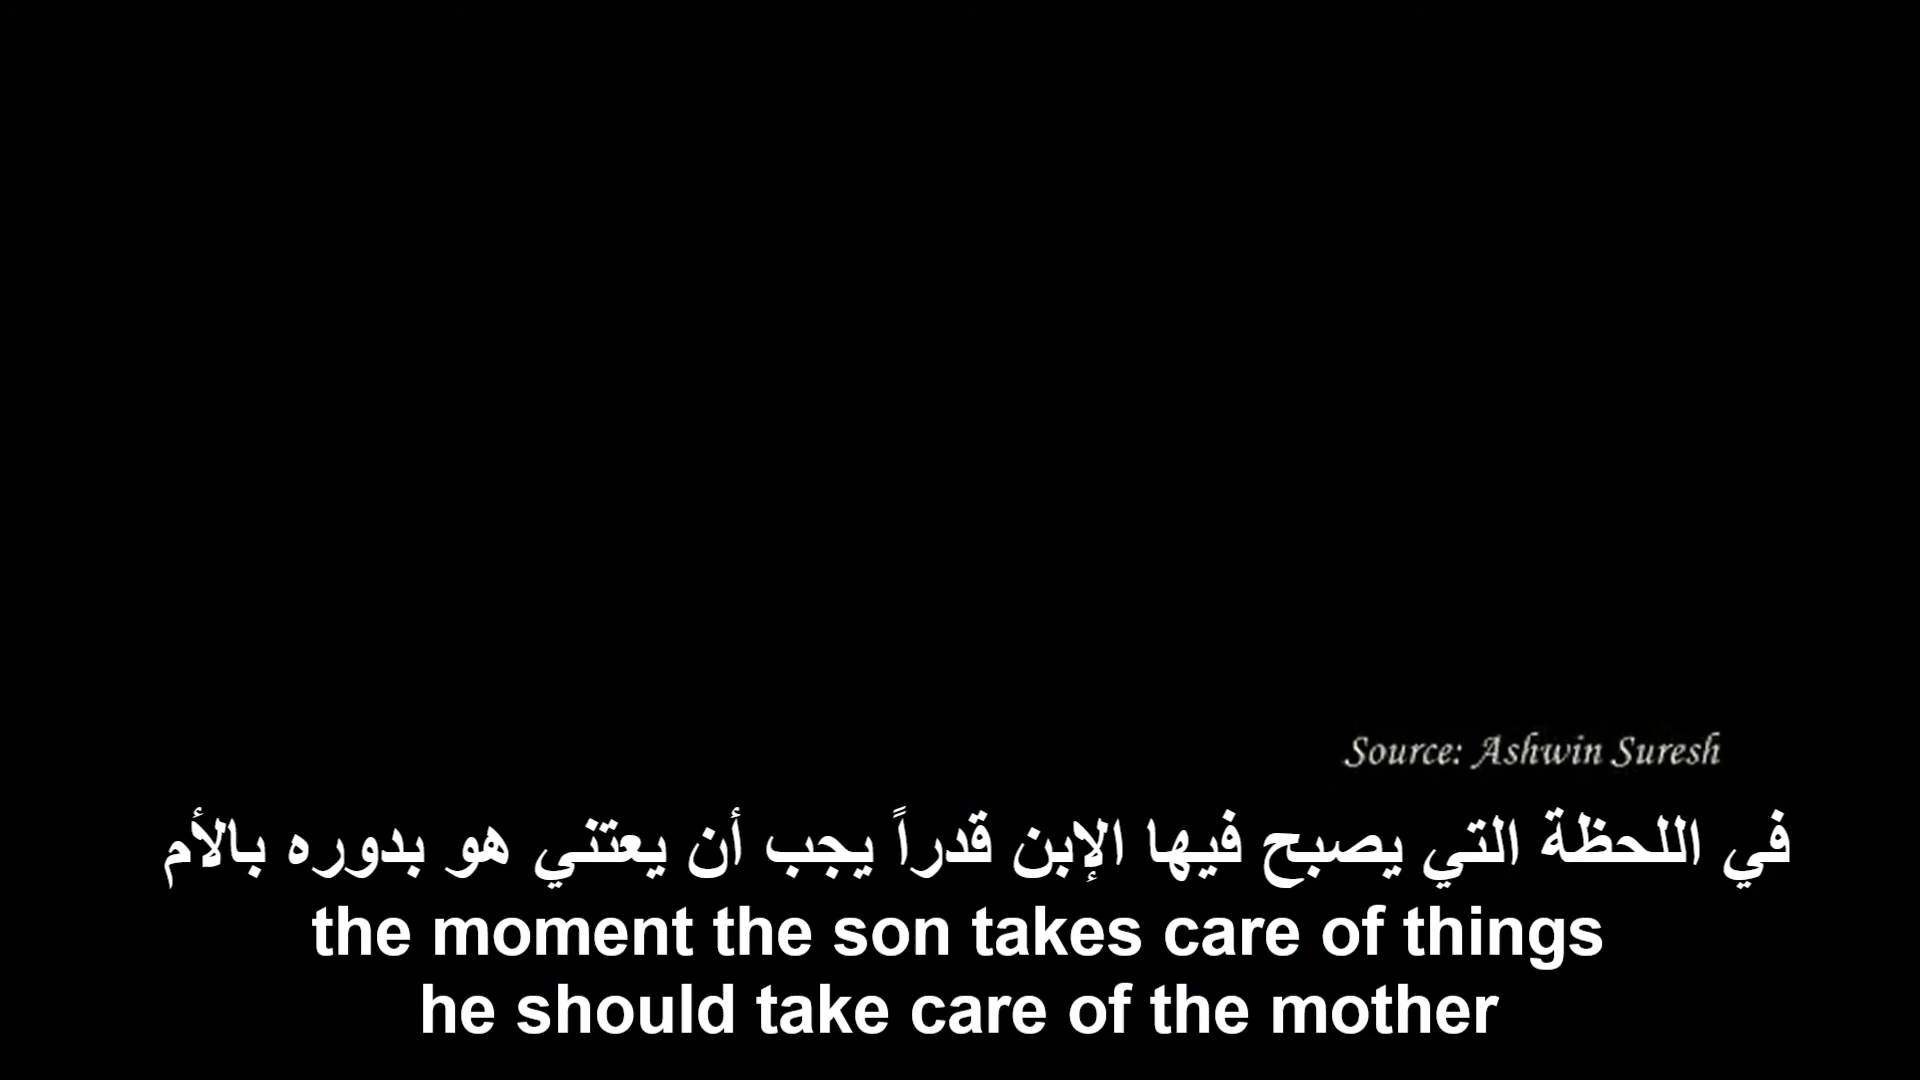 Source: Ashwin Suresh
في اللحظة التي يصبح فيها الإبن قدراً يجب أن يعتني هو بدوره بالأم
the moment the son takes care of things
he should take care of the mother